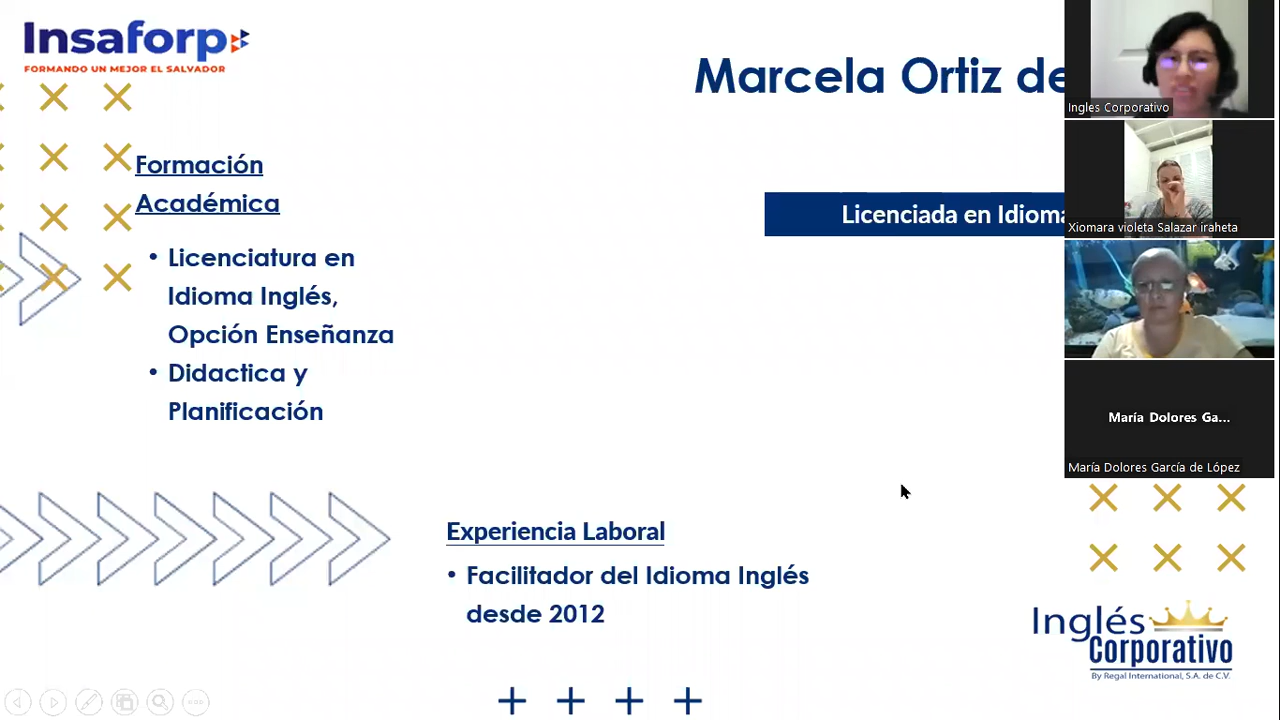 Insaforp
FORMANDO UN MEJOR EL SALVADOR
Marcela Ortiz de
Formación
Académica
Licenciada en Idioma
• Licenciatura en
Idioma Inglés,
Opción Enseñanza
• Didactica y
Planificación
Experiencia Laboral
• Facilitador del Idioma Inglés
desde 2012
Inglés
Corporativo
By Regal International, S.A. de C.V.
Ingles Corporativo
Xiomara violeta Salazar iraheta
María Dolores Ga...
María Dolores García de López